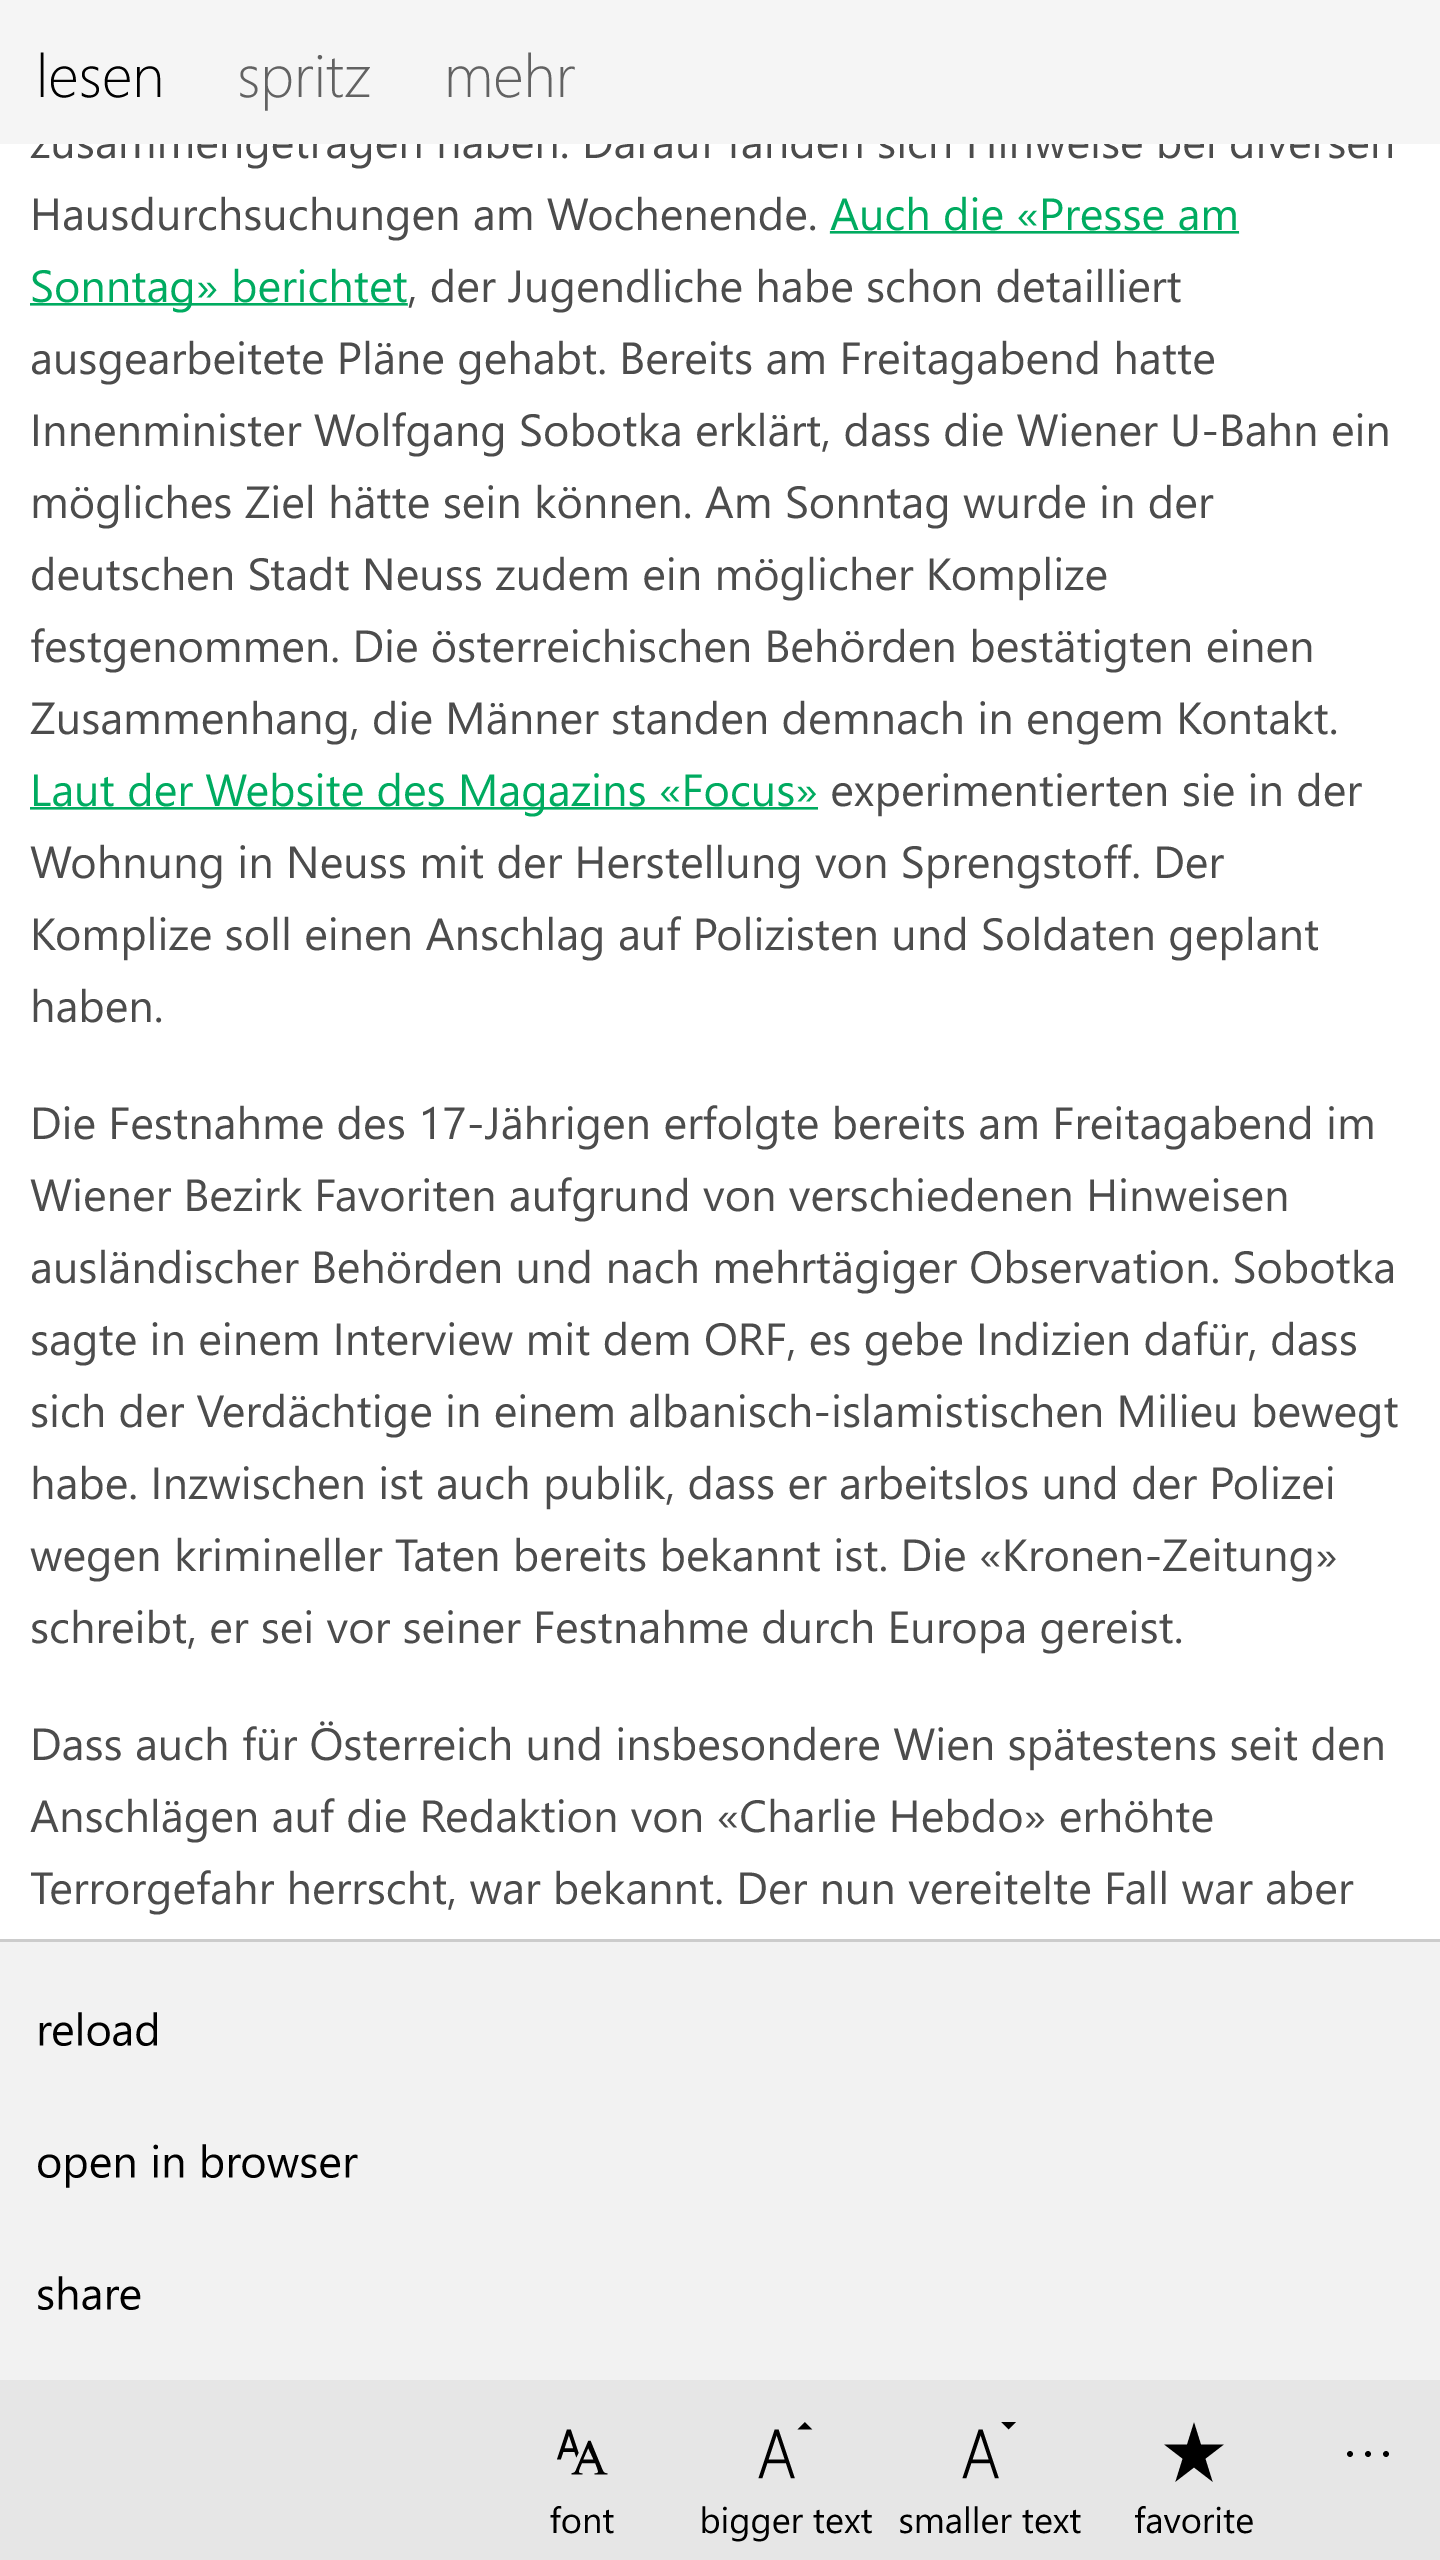 lesen spritz mehr
zusammengetragen haben. Darauf fanden sich Hinweise bei diversen
Hausdurchsuchungen am Wochenende. Auch die «Presse am
Sonntag» berichtet, der Jugendliche habe schon detailliert
ausgearbeitete Pläne gehabt. Bereits am Freitagabend hatte
Innenminister Wolfgang Sobotka erklärt, dass die Wiener U-Bahn ein
mögliches Ziel hätte sein können. Am Sonntag wurde in der
deutschen Stadt Neuss zudem ein möglicher Komplize
festgenommen. Die österreichischen Behörden bestätigten einen
Zusammenhang, die Männer standen demnach in engem Kontakt.
Laut der Website des Magazins «Focus» experimentierten sie in der
Wohnung in Neuss mit der Herstellung von Sprengstoff. Der
Komplize soll einen Anschlag auf Polizisten und Soldaten geplant
haben.
Die Festnahme des 17-Jährigen erfolgte bereits am Freitagabend im
Wiener Bezirk Favoriten aufgrund von verschiedenen Hinweisen
ausländischer Behörden und nach mehrtägiger Observation. Sobotka
sagte in einem Interview mit dem ORF, es gebe Indizien dafür, dass
sich der Verdächtige in einem albanisch-islamistischen Milieu bewegt
habe. Inzwischen ist auch publik, dass er arbeitslos und der Polizei
wegen krimineller Taten bereits bekannt ist. Die «Kronen-Zeitung»
schreibt, er sei vor seiner Festnahme durch Europa gereist.
Dass auch für Österreich und insbesondere Wien spätestens seit den
Anschlägen auf die Redaktion von «Charlie Hebdo» erhöhte
Terrorgefahr herrscht, war bekannt. Der nun vereitelte Fall war aber
reload
open in browser
share
font bigger text smaller text favorite